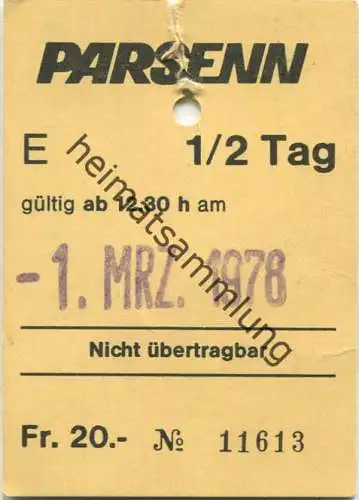 PARSENN
E 1/2 Tag
gültig ab 12.30 h am
-1. MRZ. 1978
Nicht übertragbar
Fr. 20.- № 11613
heimatsammlung